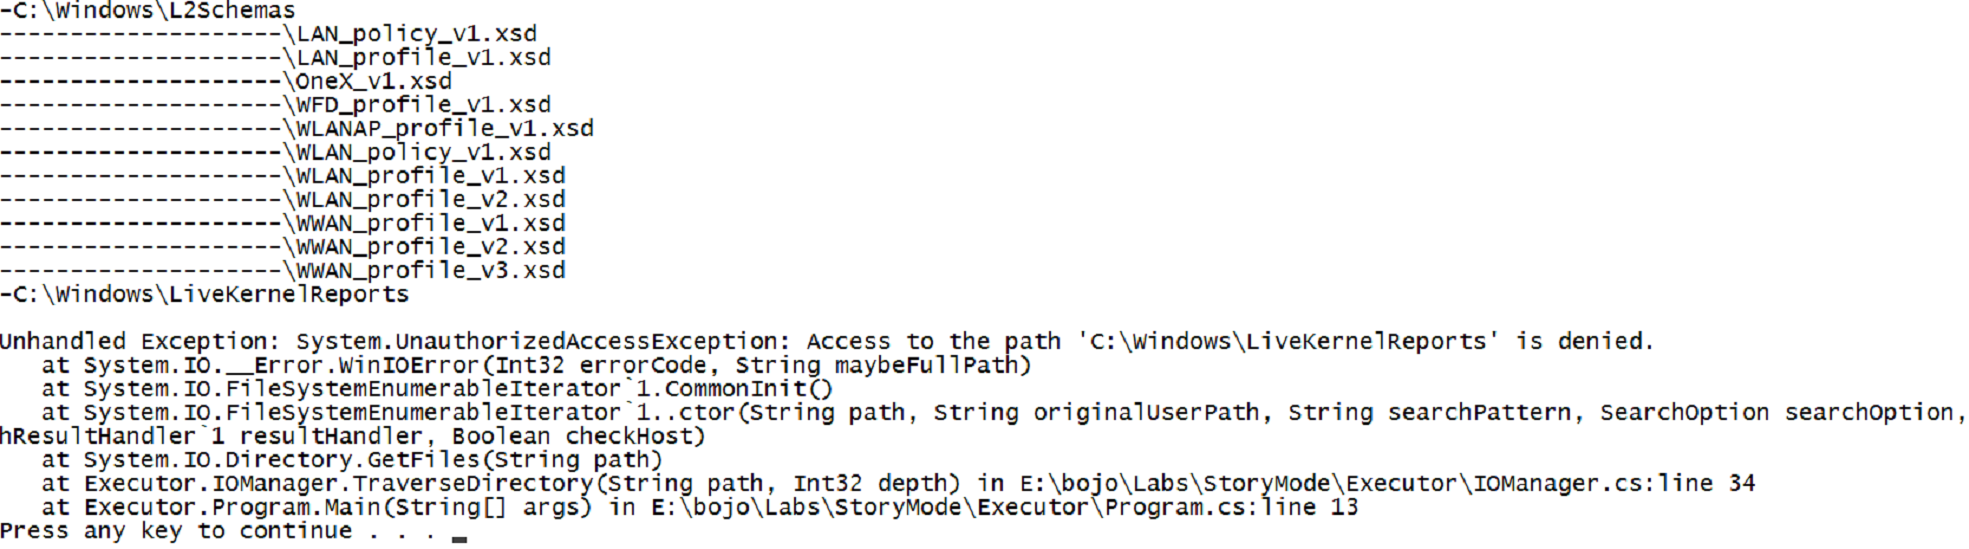 -C:\Windows\L2Schemas
--------------------\LAN_policy_v1.xsd
--------------------\LAN_profile_v1.xsd
--------------------\OneX_v1.xsd
--------------------\WFD_profile_v1.xsd
--------------------\WLANAP_profile_v1.xsd
--------------------\WLAN_policy_v1.xsd
--------------------\WLAN_profile_v1.xsd
--------------------\WLAN_profile_v2.xsd
--------------------\WWAN_profile_v1.xsd
--------------------\WWAN_profile_v2.xsd
--------------------\WWAN_profile_v3.xsd
-C:\Windows\LiveKernelReports
Unhandled Exception: System.UnauthorizedAccessException: Access to the path 'C:\Windows\LiveKernelReports' is denied.
   at System.IO.__Error.WinIOError(Int32 errorCode, String maybeFullPath)
   at System.IO.FileSystemEnumerableIterator`1.CommonInit()
   at System.IO.FileSystemEnumerableIterator`1..ctor(String path, String originalUserPath, String searchPattern, SearchOption searchOption,
hResultHandler`1 resultHandler, Boolean checkHost)
   at System.IO.Directory.GetFiles(String path)
   at Executor.IOManager.TraverseDirectory(String path, Int32 depth) in E:\bojo\Labs\StoryMode\Executor\IOManager.cs:line 34
   at Executor.Program.Main(String[] args) in E:\bojo\Labs\StoryMode\Executor\Program.cs:line 13
Press any key to continue . . . _